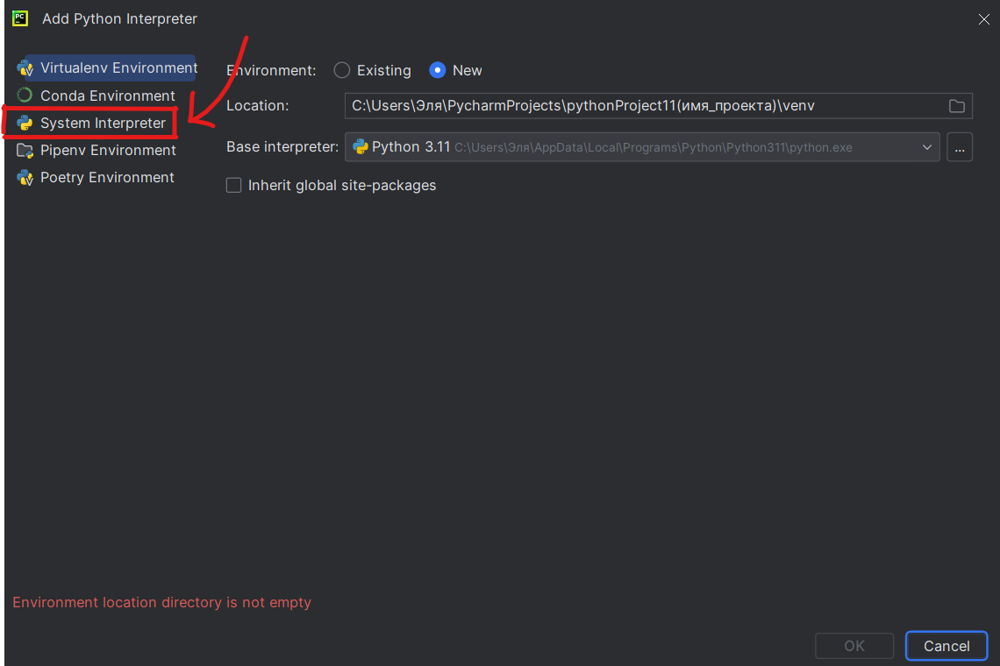 Add Python Interpreter
Virtualenv Environment
Conda Environment
System Interpreter
Pipenv Environment
Poetry Environment
Environment: Existing New
Location: C:\Users\Эля\PycharmProjects\pythonProject11(имя_проекта)\venv
Base interpreter: Python 3.11 C:\Users\Эля\AppData\Local\Programs\Python\Python311\python.exe ...
Inherit global site-packages
Environment location directory is not empty
OK Cancel